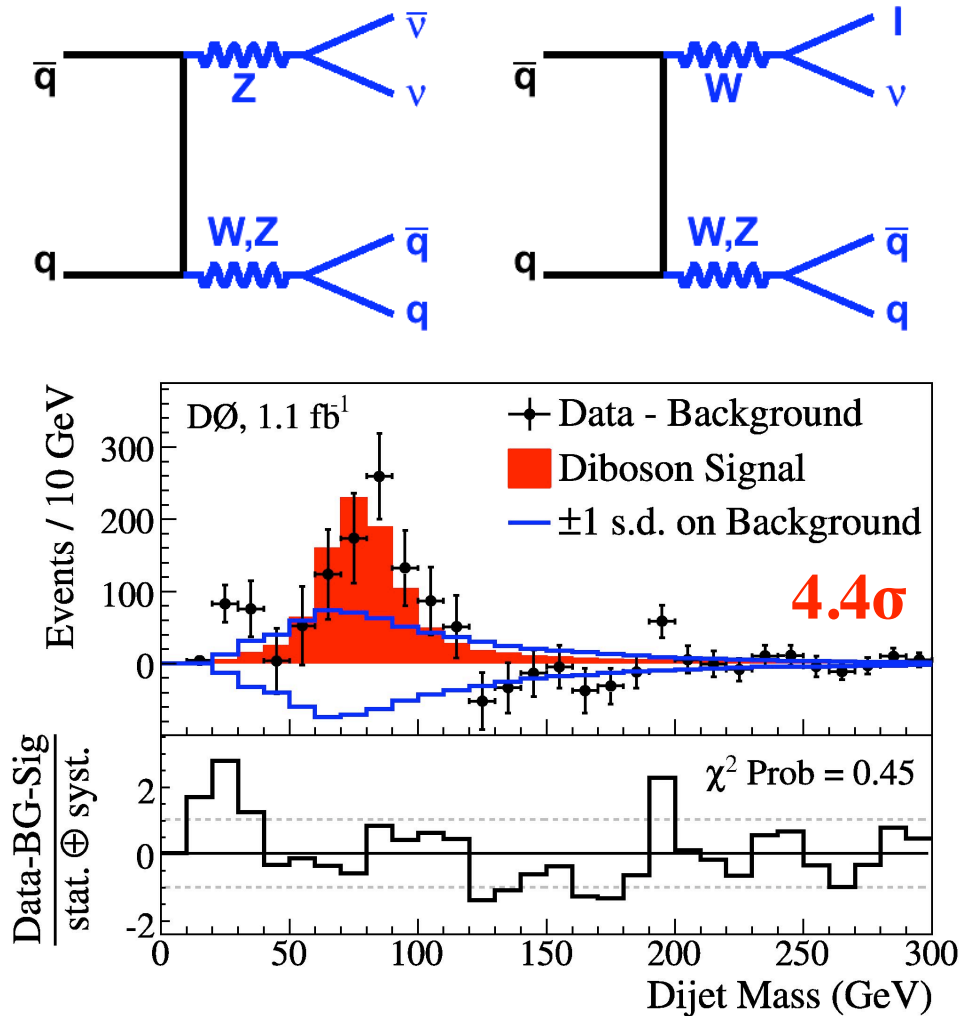 q̅ Z ν̅ ν
q W,Z q̅ q
q̅ W l ν
q W,Z q̅ q
DØ, 1.1 fb⁻¹
Data - Background
Diboson Signal
±1 s.d. on Background
4.4σ
Events / 10 GeV
300
200
100
0
χ² Prob = 0.45
Data-BG-Sig
stat. ⊕ syst.
2
0
-2
0 50 100 150 200 250 300
Dijet Mass (GeV)